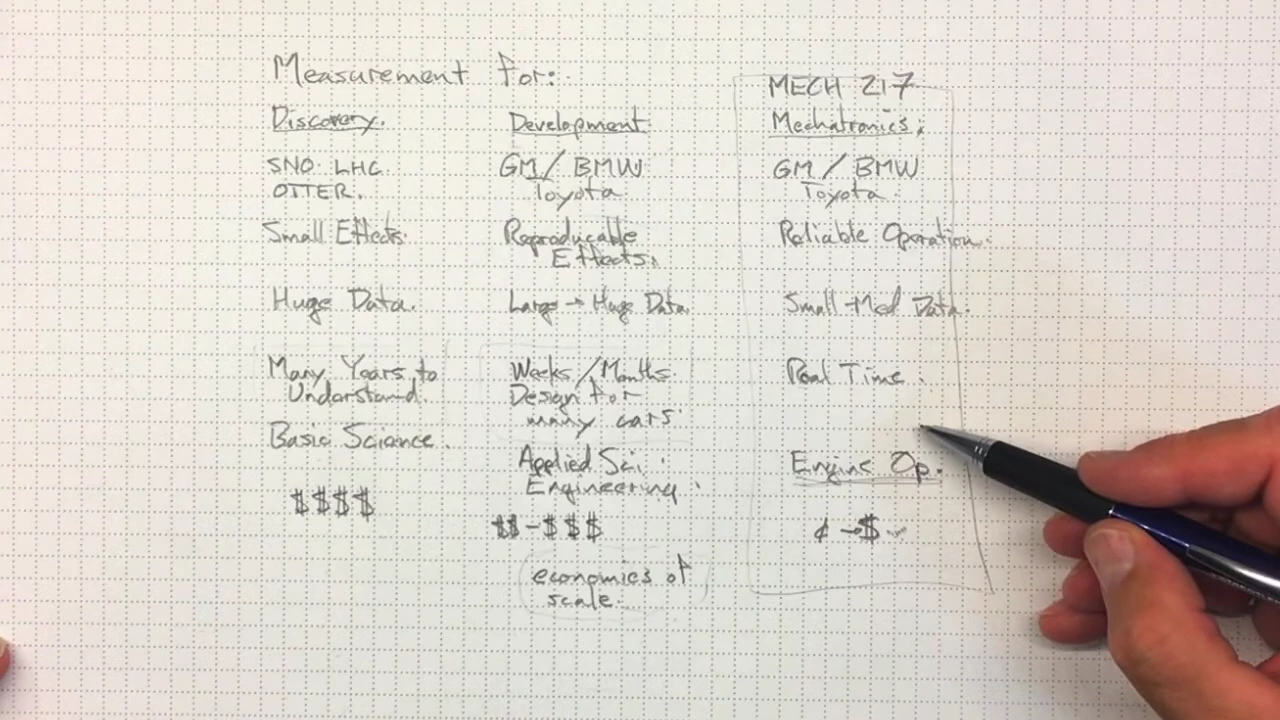 Measurement for:
Discovery.
SNO LHC
OTTER.
Small Effects.
Huge Data.
Many Years to
Understand.
Basic Science.
$$$$
Development
GM/ BMW
Toyota
Reproducable
Effects.
Large → Huge Data.
Weeks/Months.
Design for
many cars
Applied Sci.
Engineering.
$$-$$$
economies of
scale.
MECH 217
Mechatronics:
GM / BMW
Toyota.
Reliable Operation.
Small-Med Data.
Real Time.
Engine Op.
¢ → $